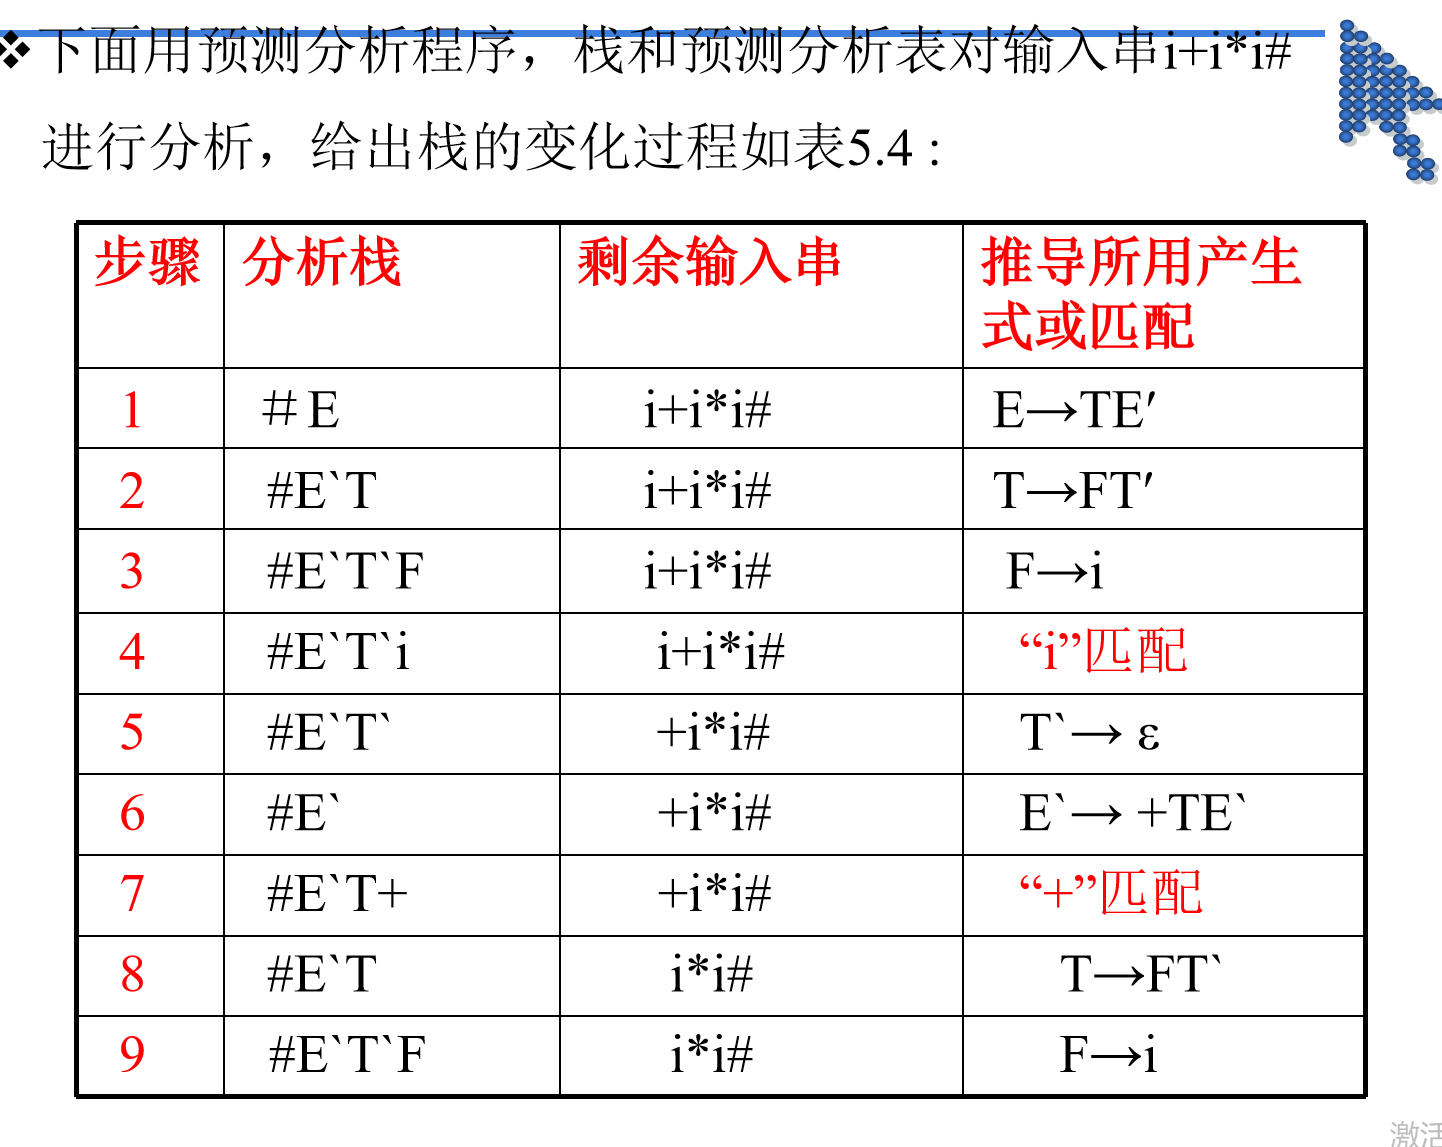 ❖下面用预测分析程序，栈和预测分析表对输入串i+i*i#
进行分析，给出栈的变化过程如表5.4：
步骤 分析栈 剩余输入串 推导所用产生
式或匹配
1 ＃E i+i*i# E→TE′
2 #E`T i+i*i# T→FT′
3 #E`T`F i+i*i# F→i
4 #E`T`i i+i*i# “i”匹配
5 #E`T` +i*i# T`→ ε
6 #E` +i*i# E`→ +TE`
7 #E`T+ +i*i# “+”匹配
8 #E`T i*i# T→FT`
9 #E`T`F i*i# F→i
激活